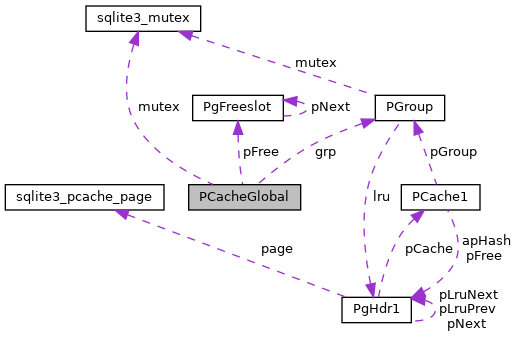 sqlite3_mutex
mutex
mutex
PgFreeslot
pNext
PGroup
pFree
grp
pGroup
sqlite3_pcache_page
PCacheGlobal
lru
PCache1
page
pCache
apHash
pFree
PgHdr1
pLruNext
pLruPrev
pNext